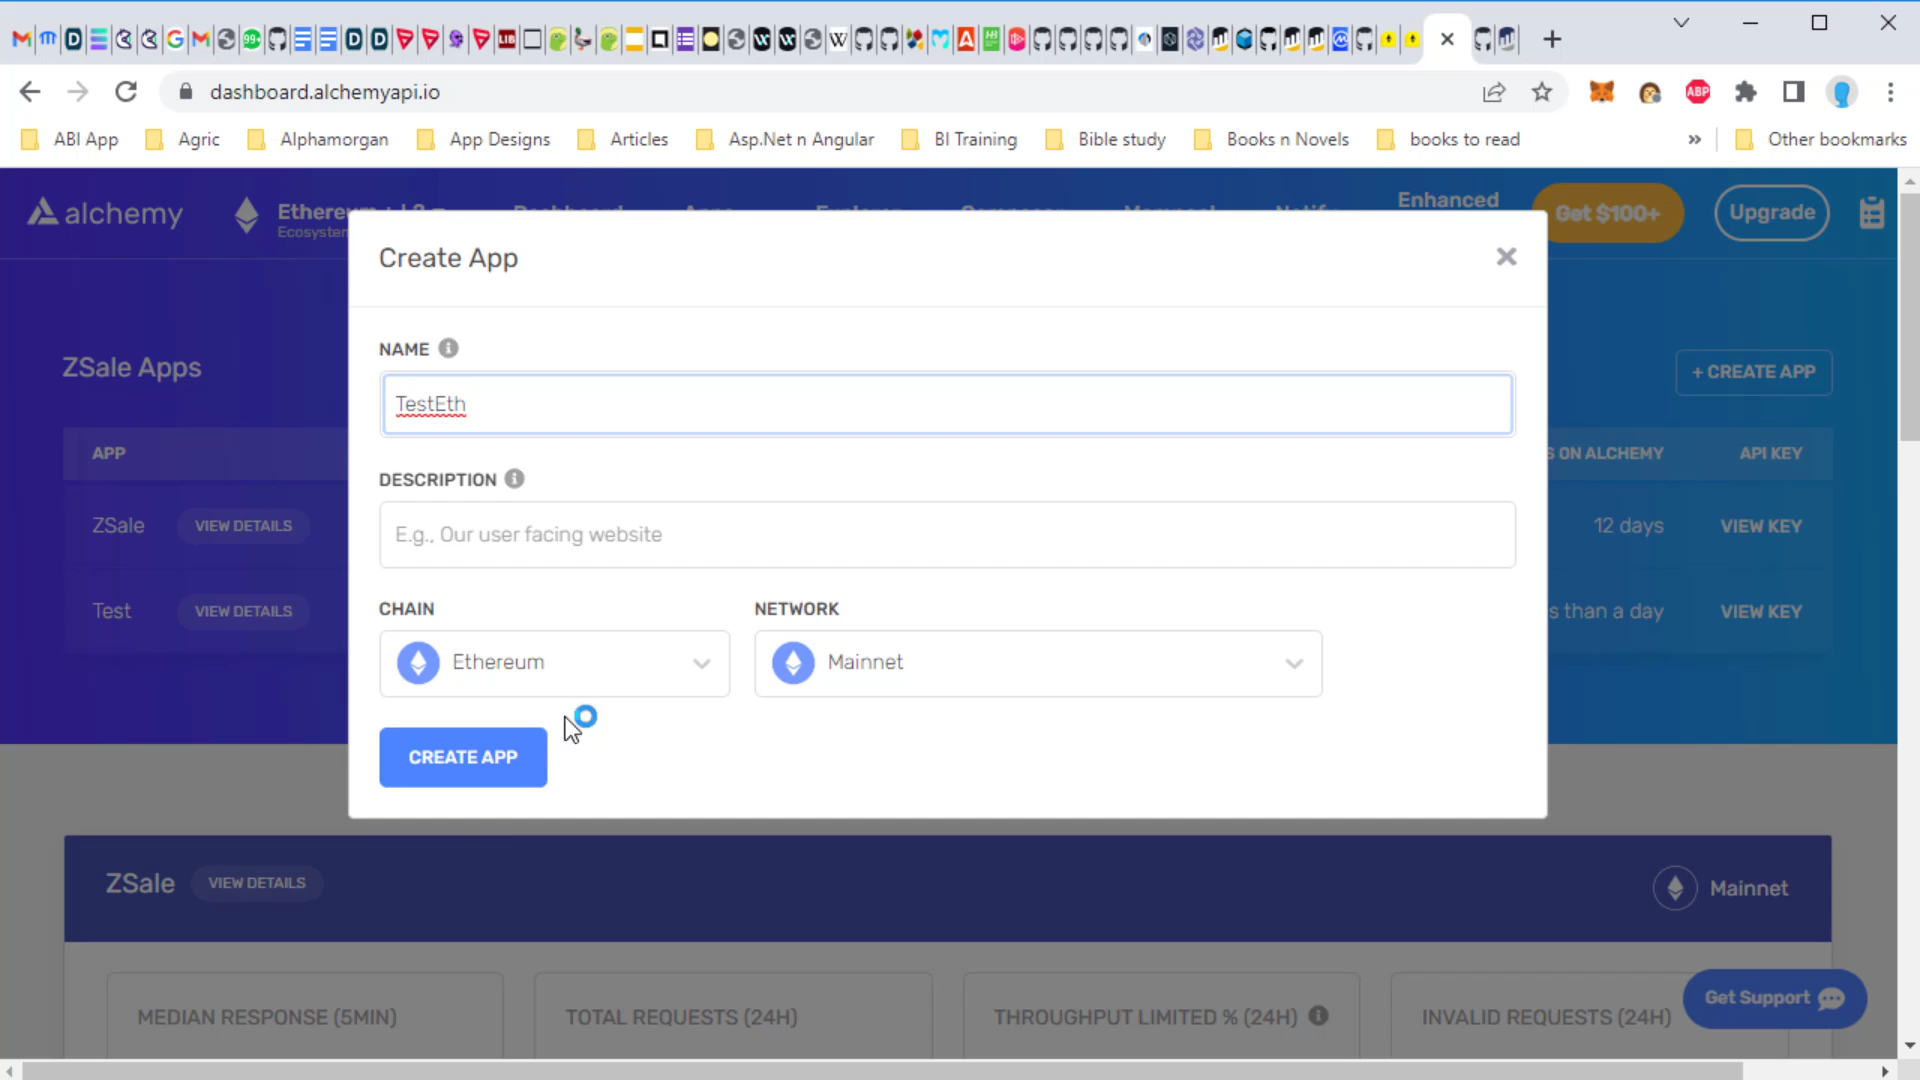 dashboard.alchemyapi.io
ABP
ABI App
Agric
Alphamorgan
App Designs
Articles
Asp.Net n Angular
BI Training
Bible study
Books n Novels
books to read
»
Other bookmarks
alchemy
Ecosystem
Enhanced
Get $100+
Upgrade
Create App
ZSale Apps
+ CREATE APP
NAME
TestEth
APP
S ON ALCHEMY
API KEY
DESCRIPTION
E.g., Our user facing website
ZSale
VIEW DETAILS
12 days
VIEW KEY
Test
VIEW DETAILS
s than a day
VIEW KEY
CHAIN
NETWORK
Ethereum
Mainnet
CREATE APP
ZSale
VIEW DETAILS
Mainnet
MEDIAN RESPONSE (5MIN)
TOTAL REQUESTS (24H)
THROUGHPUT LIMITED % (24H)
INVALID REQUESTS (24H)
Get Support